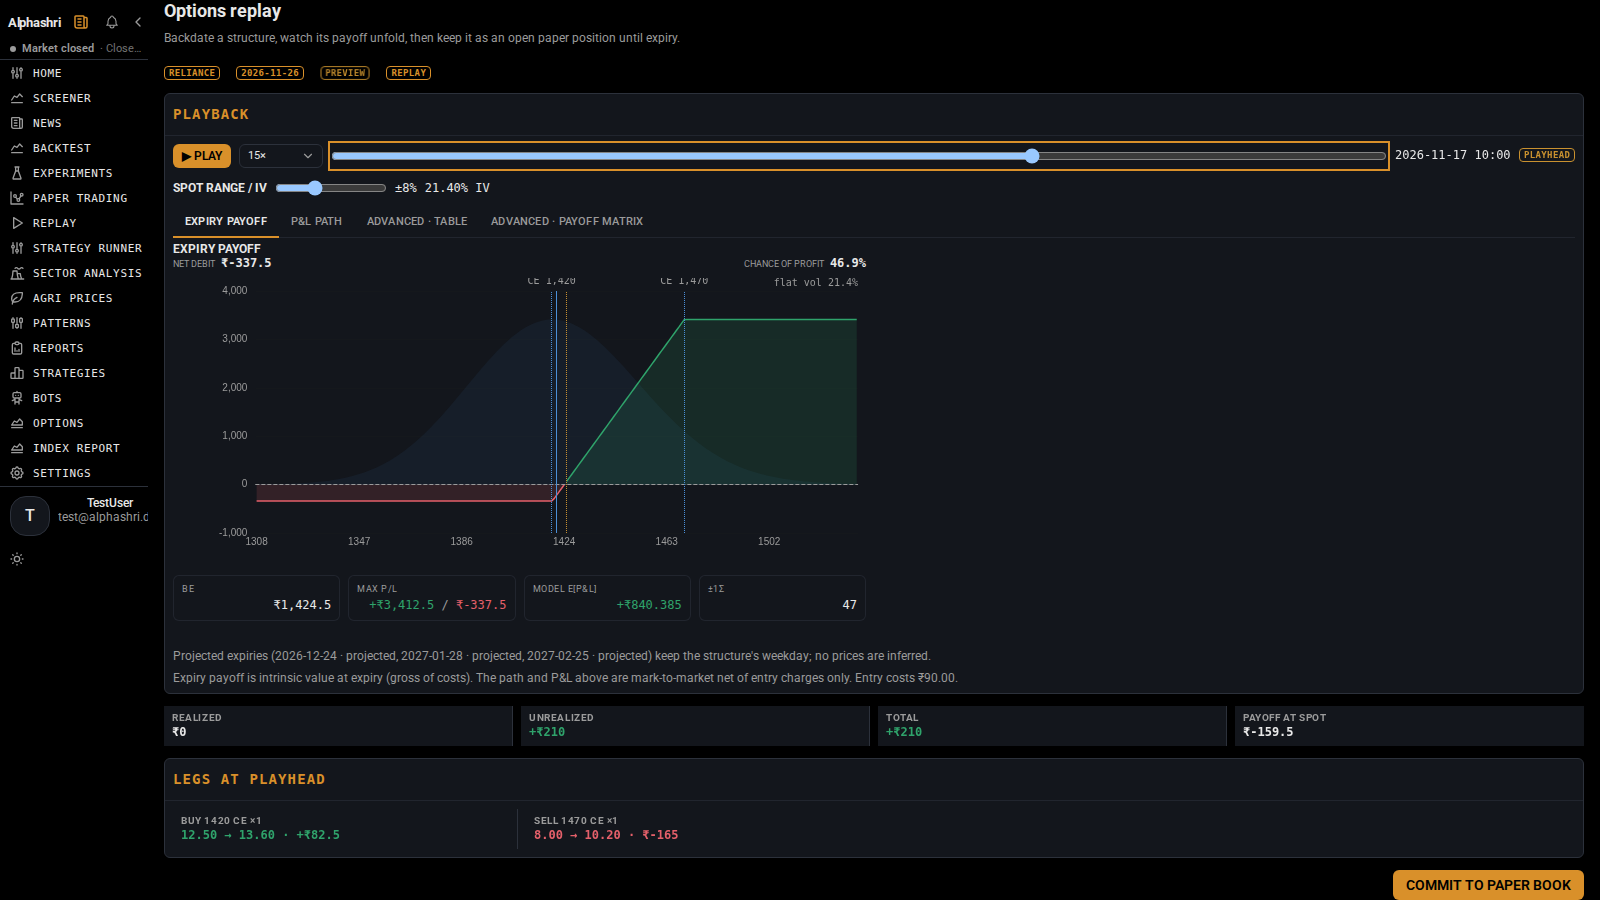 Alphashri
Market closed · Close...
HOME
SCREENER
NEWS
BACKTEST
EXPERIMENTS
PAPER TRADING
REPLAY
STRATEGY RUNNER
SECTOR ANALYSIS
AGRI PRICES
PATTERNS
REPORTS
STRATEGIES
BOTS
OPTIONS
INDEX REPORT
SETTINGS
T
TestUser
test@alphashri.d
Options replay
Backdate a structure, watch its payoff unfold, then keep it as an open paper position until expiry.
RELIANCE 2026-11-26 PREVIEW REPLAY
PLAYBACK
▶ PLAY 15× 2026-11-17 10:00 PLAYHEAD
SPOT RANGE / IV ±8% 21.40% IV
EXPIRY PAYOFF P&L PATH ADVANCED · TABLE ADVANCED · PAYOFF MATRIX
EXPIRY PAYOFF
NET DEBIT ₹-337.5 CHANCE OF PROFIT 46.9%
CE 1,420 CE 1,470 flat vol 21.4%
4,000
3,000
2,000
1,000
0
-1,000
1308 1347 1386 1424 1463 1502
BE
₹1,424.5
MAX P/L
+₹3,412.5 / ₹-337.5
MODEL E[P&L]
+₹840.385
±1Σ
47
Projected expiries (2026-12-24 · projected, 2027-01-28 · projected, 2027-02-25 · projected) keep the structure's weekday; no prices are inferred.
Expiry payoff is intrinsic value at expiry (gross of costs). The path and P&L above are mark-to-market net of entry charges only. Entry costs ₹90.00.
REALIZED
₹0
UNREALIZED
+₹210
TOTAL
+₹210
PAYOFF AT SPOT
₹-159.5
LEGS AT PLAYHEAD
BUY 1420 CE ×1
12.50 → 13.60 · +₹82.5
SELL 1470 CE ×1
8.00 → 10.20 · ₹-165
COMMIT TO PAPER BOOK